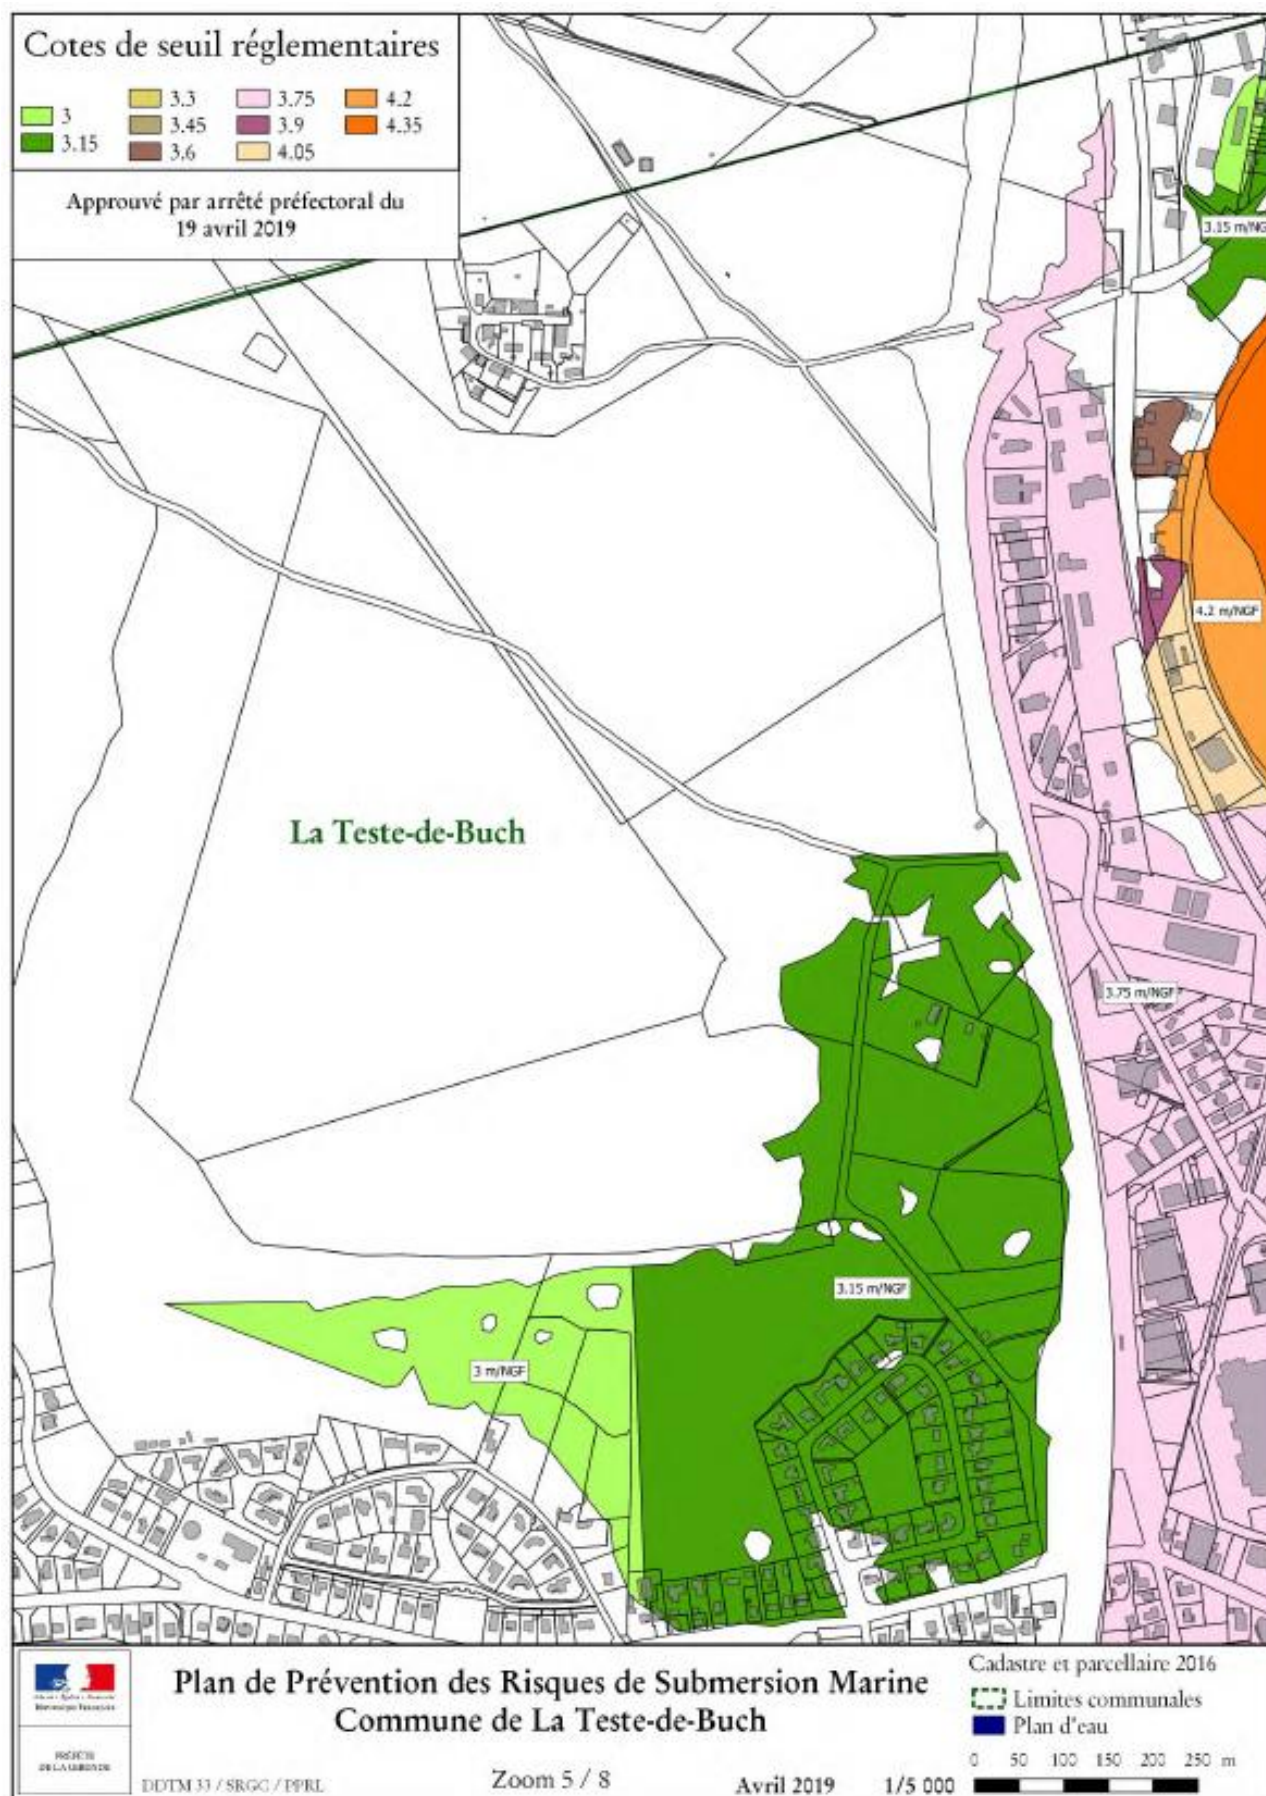 Cotes de seuil réglementaires
3
3.15
3.3
3.45
3.6
3.75
3.9
4.05
4.2
4.35
Approuvé par arrêté préfectoral du
19 avril 2019
3.15 m/NG
4.2 m/NGF
La Teste-de-Buch
3.75 m/NGF
3.15 m/NGF
3 m/NGF
Plan de Prévention des Risques de Submersion Marine
Commune de La Teste-de-Buch
PRÉFÈTE
DE LA GIRONDE
DDTM 33 / SRGC / PPRL
Zoom 5 / 8
Avril 2019
1/5 000
Cadastre et parcellaire 2016
Limites communales
Plan d'eau
0 50 100 150 200 250 m